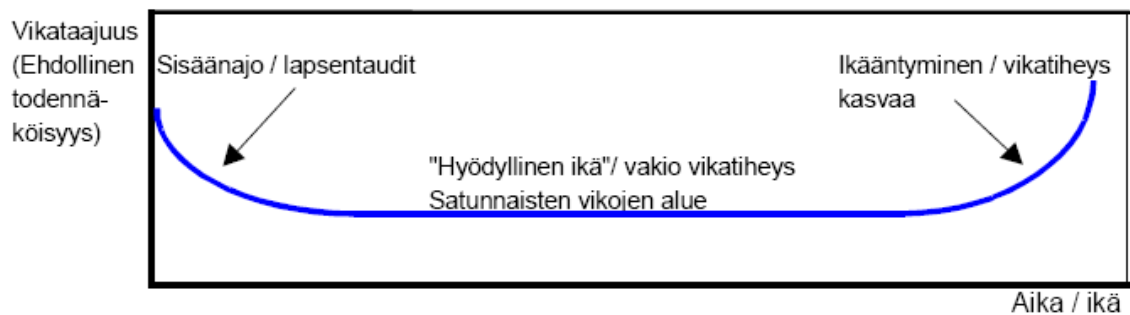 Vikataajuus
(Ehdollinen
todennä-
köisyys)
Sisäänajo / lapsentaudit
Ikääntyminen / vikatiheys
kasvaa
"Hyödyllinen ikä"/ vakio vikatiheys
Satunnaisten vikojen alue
Aika / ikä